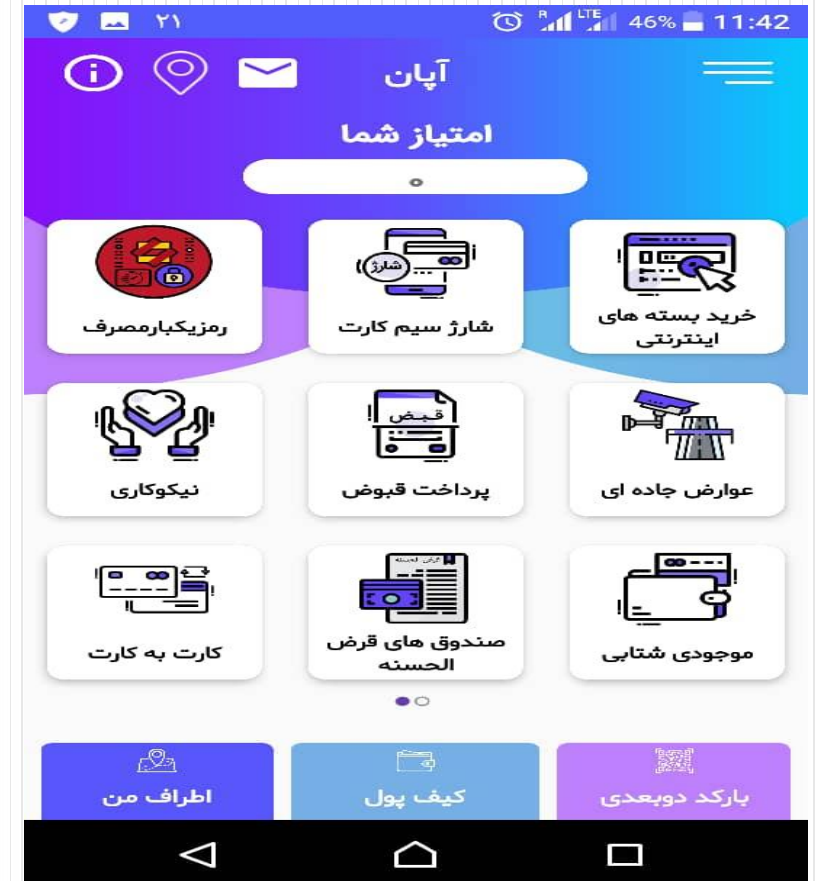 ۲۱ 46% 11:42
R LTE
آپان
امتیاز شما
۰
خرید بسته های
اینترنتی
شارژ
شارژ سیم کارت
رمزیکبارمصرف
عوارض جاده ای
قبض
پرداخت قبوض
نیکوکاری
موجودی شتابی
صندوق های قرض
الحسنه
کارت به کارت
بارکد دوبعدی
کیف پول
اطراف من